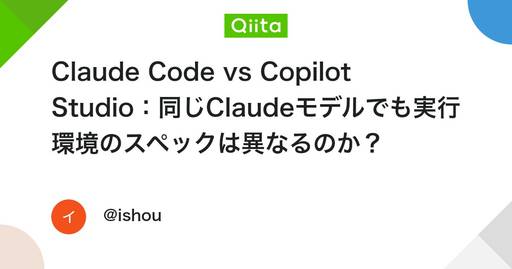 Qiita
Claude Code vs Copilot
Studio：同じClaudeモデルでも実行
環境のスペックは異なるのか？
イ
@ishou